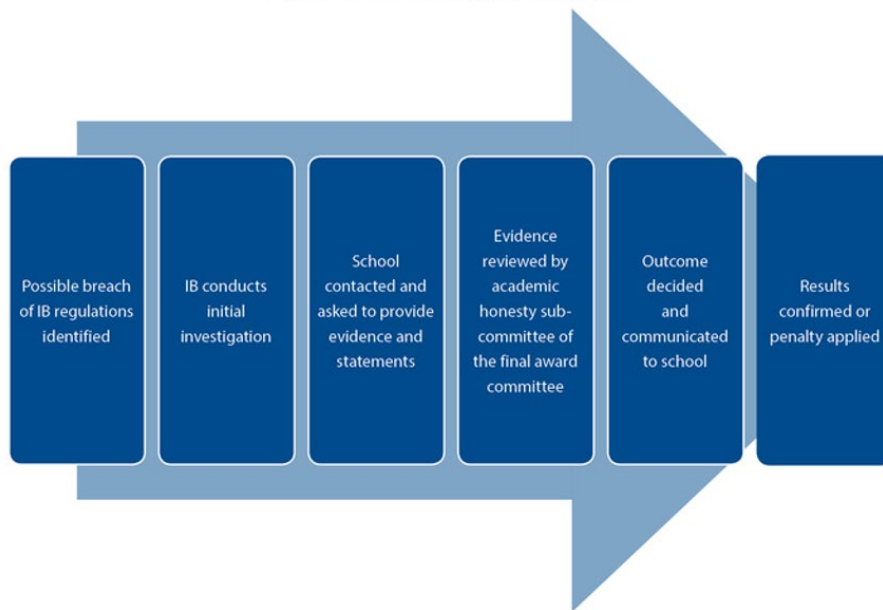 Possible breach
of IB regulations
identified
IB conducts
initial
investigation
School
contacted and
asked to provide
evidence and
statements
Evidence
reviewed by
academic
honesty sub-
committee of
the final award
committee
Outcome
decided
and
communicated
to school
Results
confirmed or
penalty applied